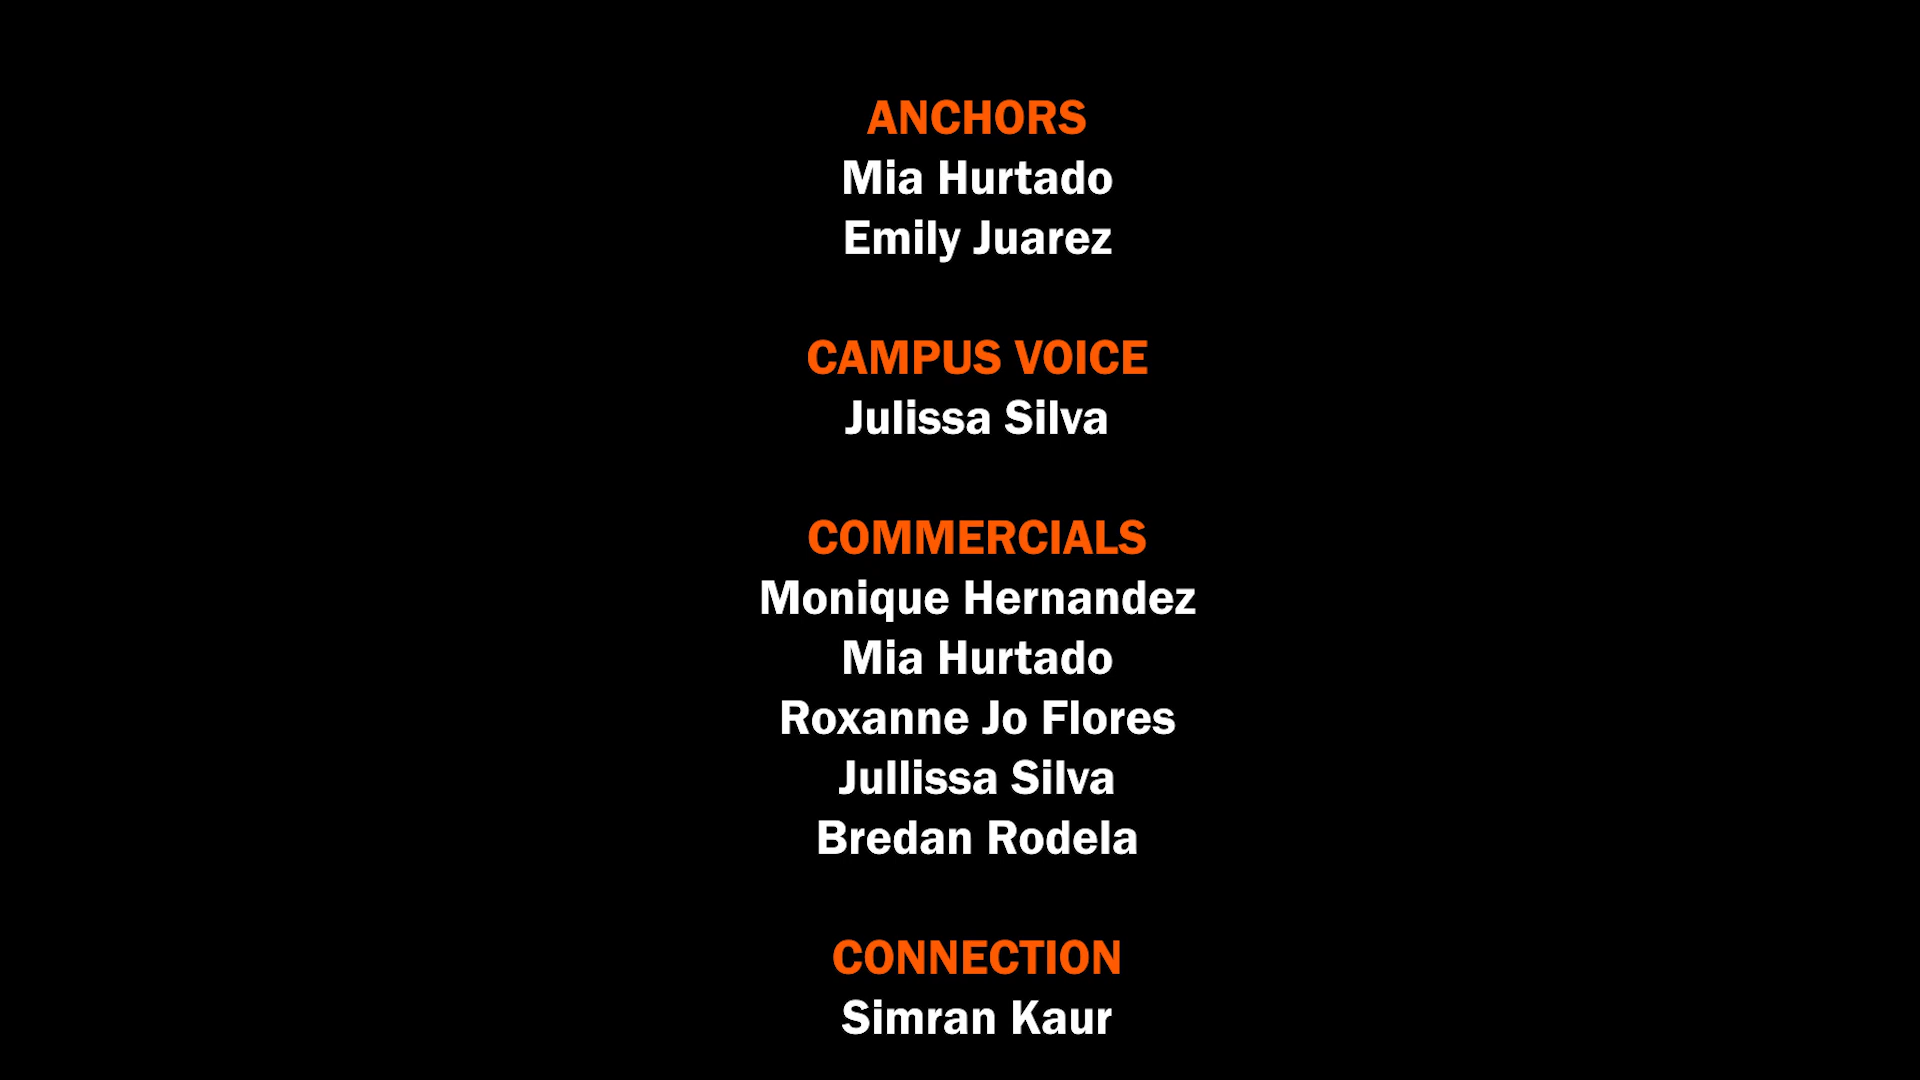 ANCHORS
Mia Hurtado
Emily Juarez
CAMPUS VOICE
Julissa Silva
COMMERCIALS
Monique Hernandez
Mia Hurtado
Roxanne Jo Flores
Jullissa Silva
Bredan Rodela
CONNECTION
Simran Kaur